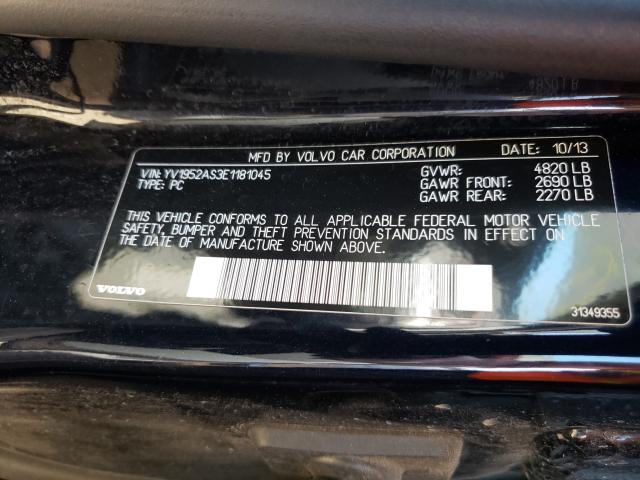 MFD BY VOLVO CAR CORPORATION DATE: 10/13
VIN: YV1952AS3E1181045 GVWR: 4820 LB
TYPE: PC GAWR FRONT: 2690 LB
GAWR REAR: 2270 LB
THIS VEHICLE CONFORMS TO ALL APPLICABLE FEDERAL MOTOR VEHICLE
SAFETY, BUMPER AND THEFT PREVENTION STANDARDS IN EFFECT ON
THE DATE OF MANUFACTURE SHOWN ABOVE.
VOLVO 31349355